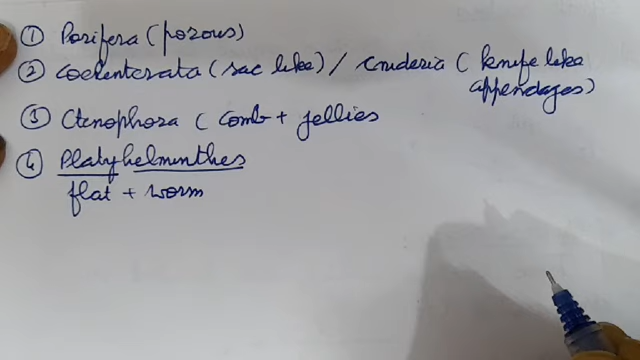 ① Porifera (porous)
② Coelenterata (sac like) / Cnideria ( knife like
appendages)
③ Ctenophora ( comb + jellies
④ Platyhelminthes
flat + worm